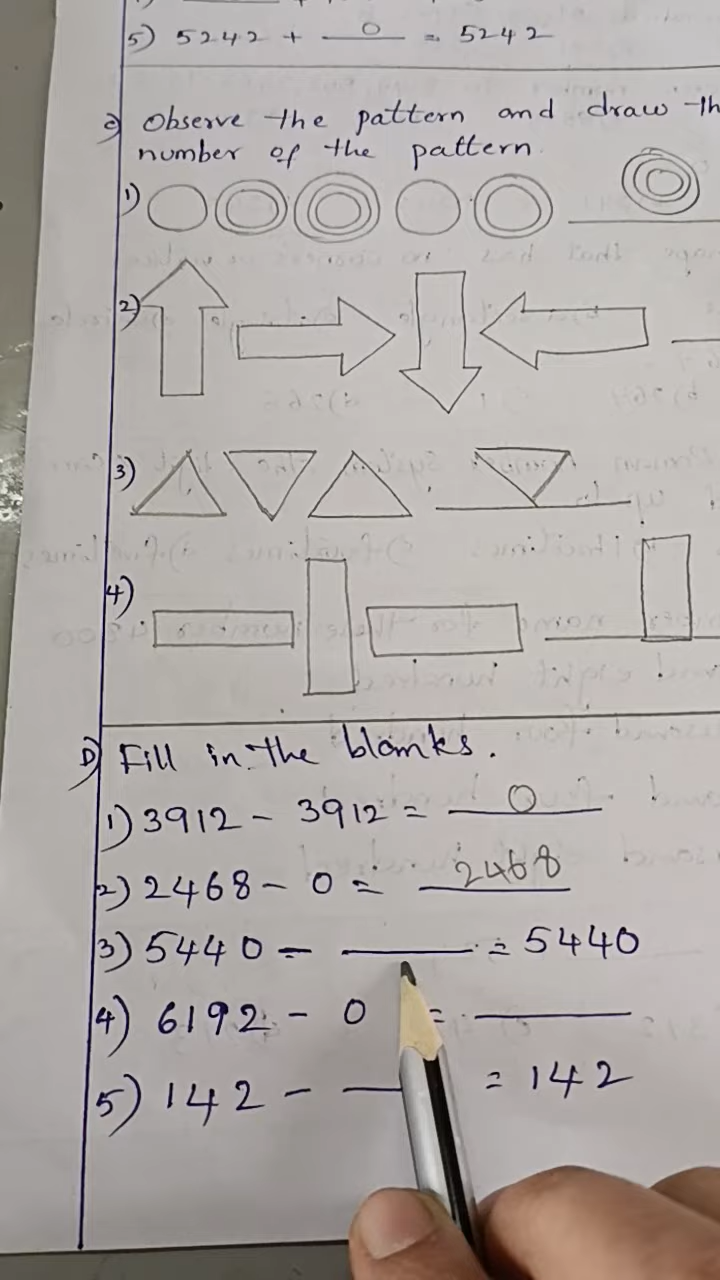 5) 5242 + 0 = 5242
c) Observe the pattern and draw th
number of the pattern.
1)
2)
3)
4)
D) Fill in the blanks.
1) 3912 - 3912 = 0
2) 2468 - 0 = 2468
3) 5440 - ____ = 5440
4) 6192 - 0 = ____
5) 142 - ____ = 142